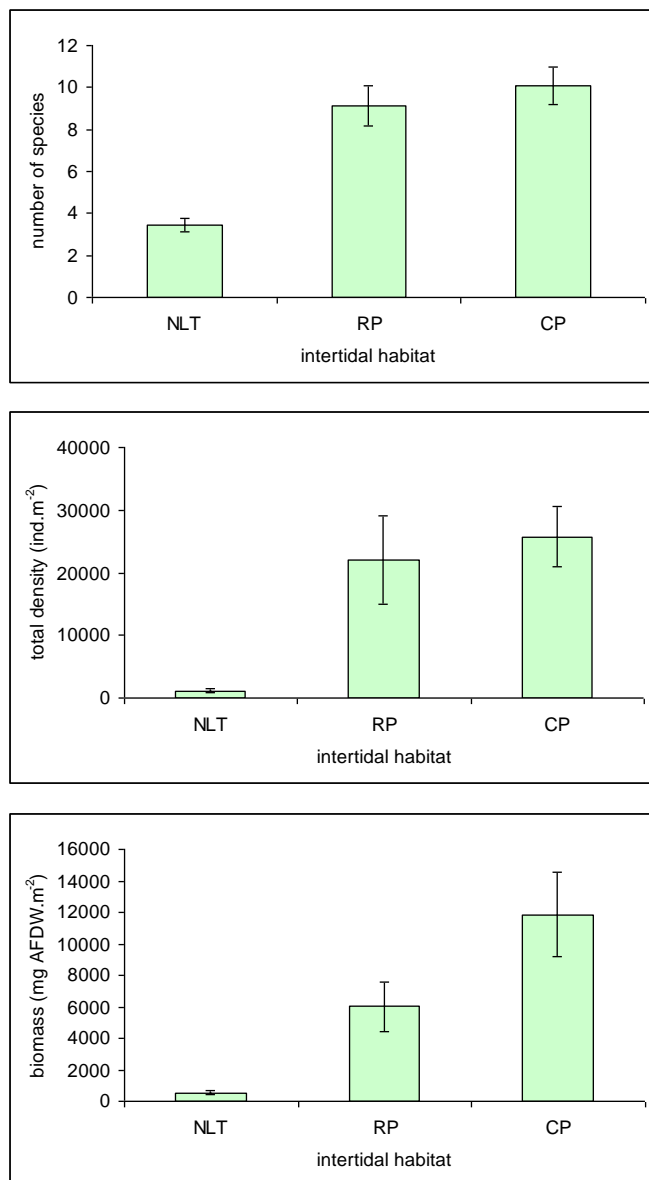 12
10
8
6
4
2
0
number of species
NLT RP CP
intertidal habitat
40000
30000
20000
10000
0
total density (ind.m⁻²)
NLT RP CP
intertidal habitat
16000
14000
12000
10000
8000
6000
4000
2000
0
biomass (mg AFDW.m⁻²)
NLT RP CP
intertidal habitat